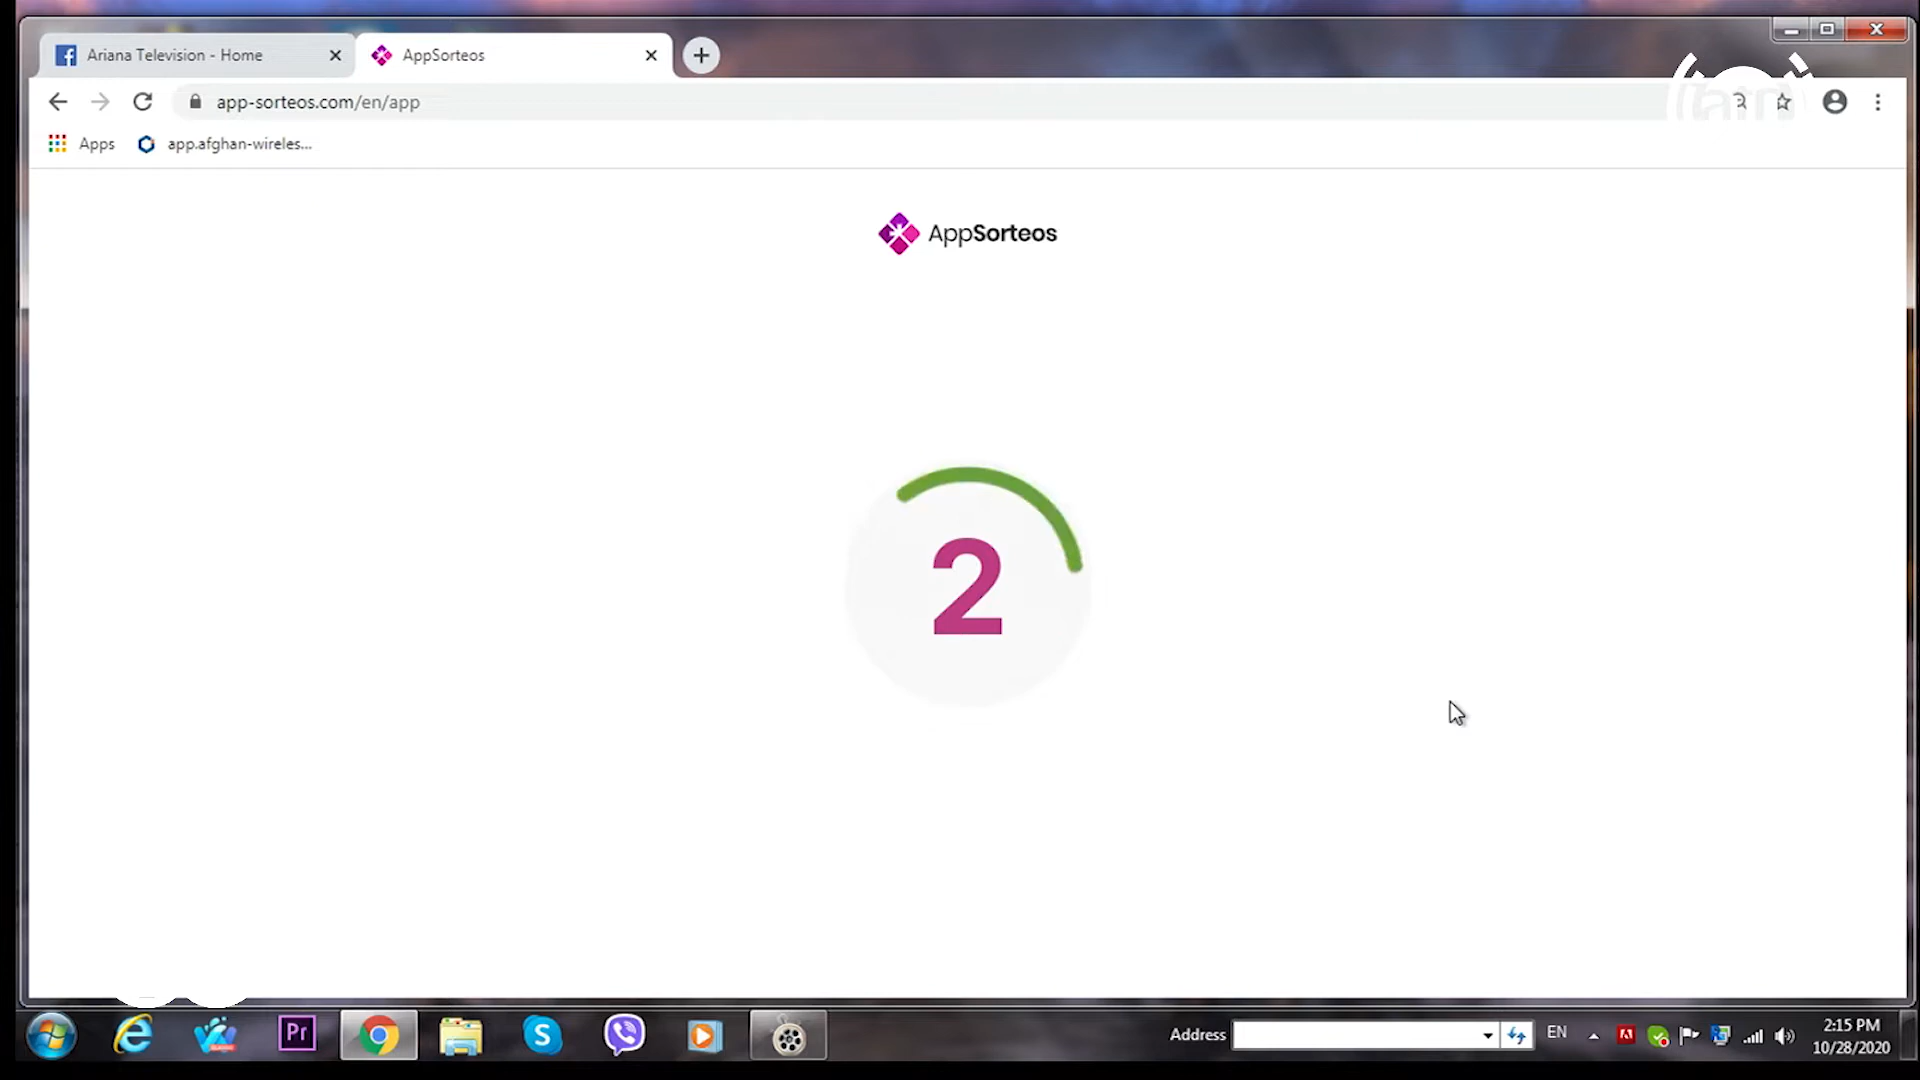 Ariana Television - Home
AppSorteos
app-sorteos.com/en/app
Apps
app.afghan-wireles...
AppSorteos
2
Pr
Address
EN
2:15 PM
10/28/2020